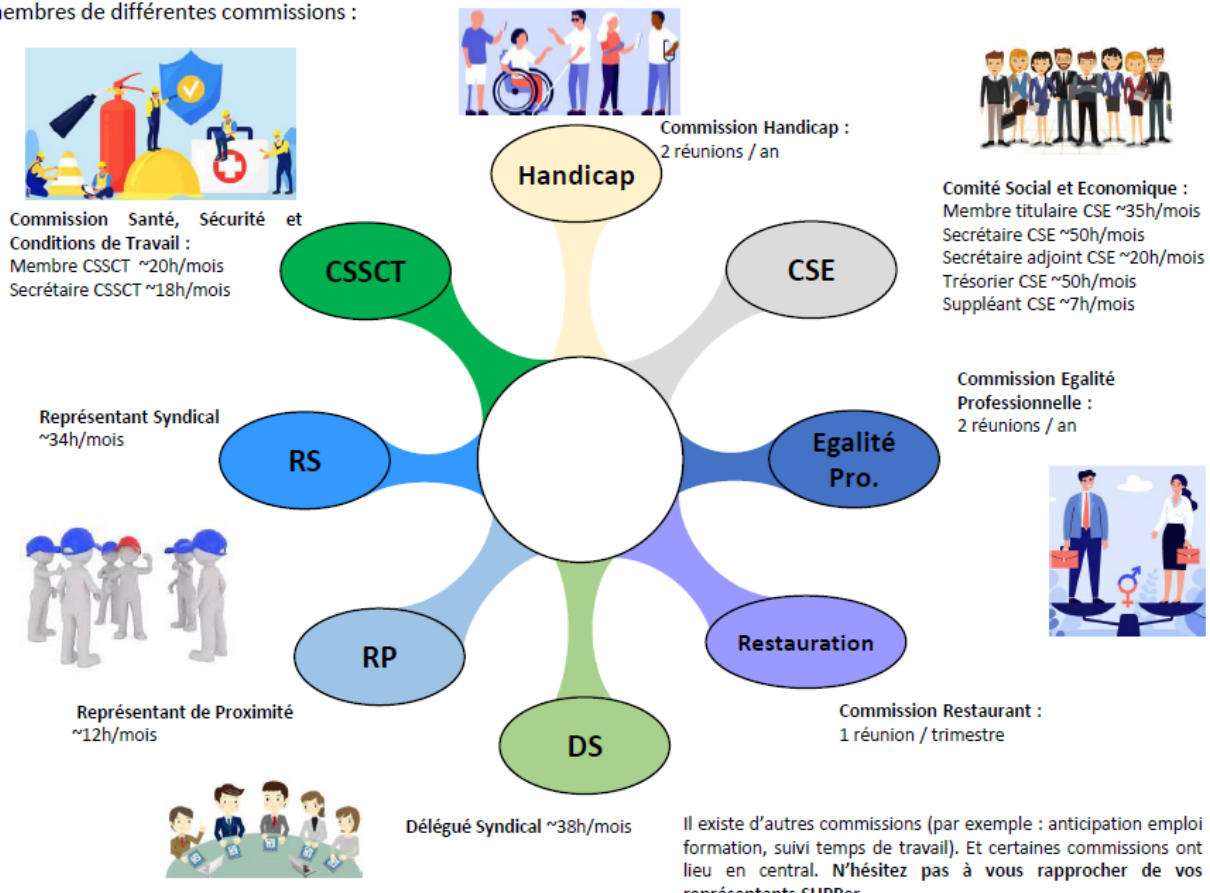 membres de différentes commissions :
Commission Handicap :
2 réunions / an
Handicap
Commission Santé, Sécurité et
Conditions de Travail :
Membre CSSCT ~20h/mois
Secrétaire CSSCT ~18h/mois
CSSCT
CSE
Comité Social et Economique :
Membre titulaire CSE ~35h/mois
Secrétaire CSE ~50h/mois
Secrétaire adjoint CSE ~20h/mois
Trésorier CSE ~50h/mois
Suppléant CSE ~7h/mois
Représentant Syndical
~34h/mois
RS
Egalité
Pro.
Commission Egalité
Professionnelle :
2 réunions / an
RP
Représentant de Proximité
~12h/mois
Restauration
Commission Restaurant :
1 réunion / trimestre
DS
Délégué Syndical ~38h/mois
Il existe d'autres commissions (par exemple : anticipation emploi
formation, suivi temps de travail). Et certaines commissions ont
lieu en central. N'hésitez pas à vous rapprocher de vos
représentants SUPPer